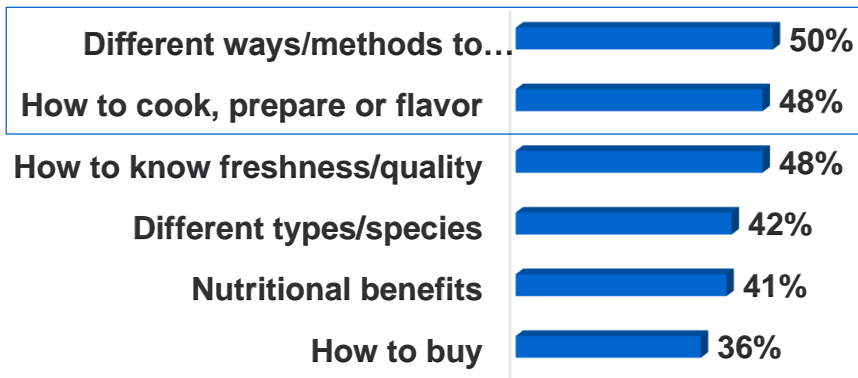 Different ways/methods to… 50%
How to cook, prepare or flavor 48%
How to know freshness/quality 48%
Different types/species 42%
Nutritional benefits 41%
How to buy 36%